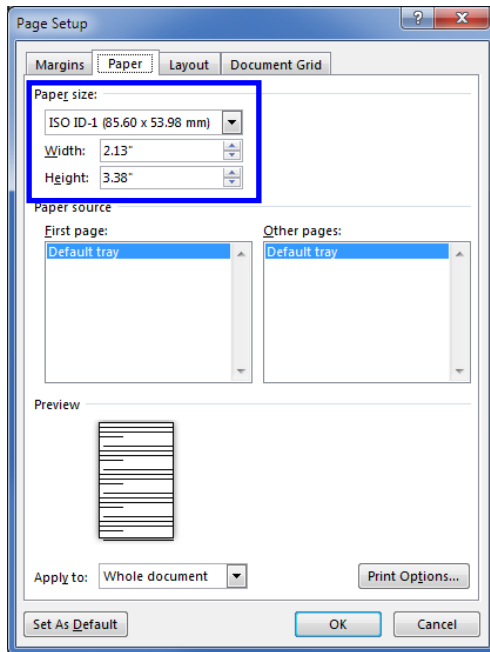 Page Setup
Margins Paper Layout Document Grid
Paper size:
ISO ID-1 (85.60 x 53.98 mm)
Width: 2.13"
Height: 3.38"
Paper source
First page: Other pages:
Default tray Default tray
Preview
Apply to: Whole document Print Options...
Set As Default OK Cancel